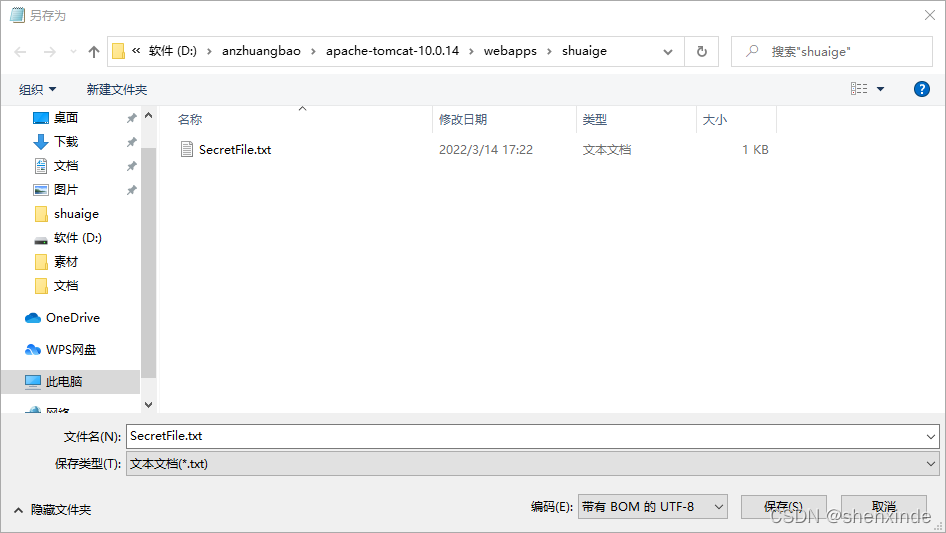 另存为
« 软件 (D:) › anzhuangbao › apache-tomcat-10.0.14 › webapps › shuaige
搜索"shuaige"
组织 新建文件夹
名称 修改日期 类型 大小
SecretFile.txt 2022/3/14 17:22 文本文档 1 KB
桌面
下载
文档
图片
shuaige
软件 (D:)
素材
文档
OneDrive
WPS网盘
此电脑
网络
文件名(N): SecretFile.txt
保存类型(T): 文本文档(*.txt)
隐藏文件夹
编码(E): 带有 BOM 的 UTF-8 保存(S) 取消
CSDN @shenxinde